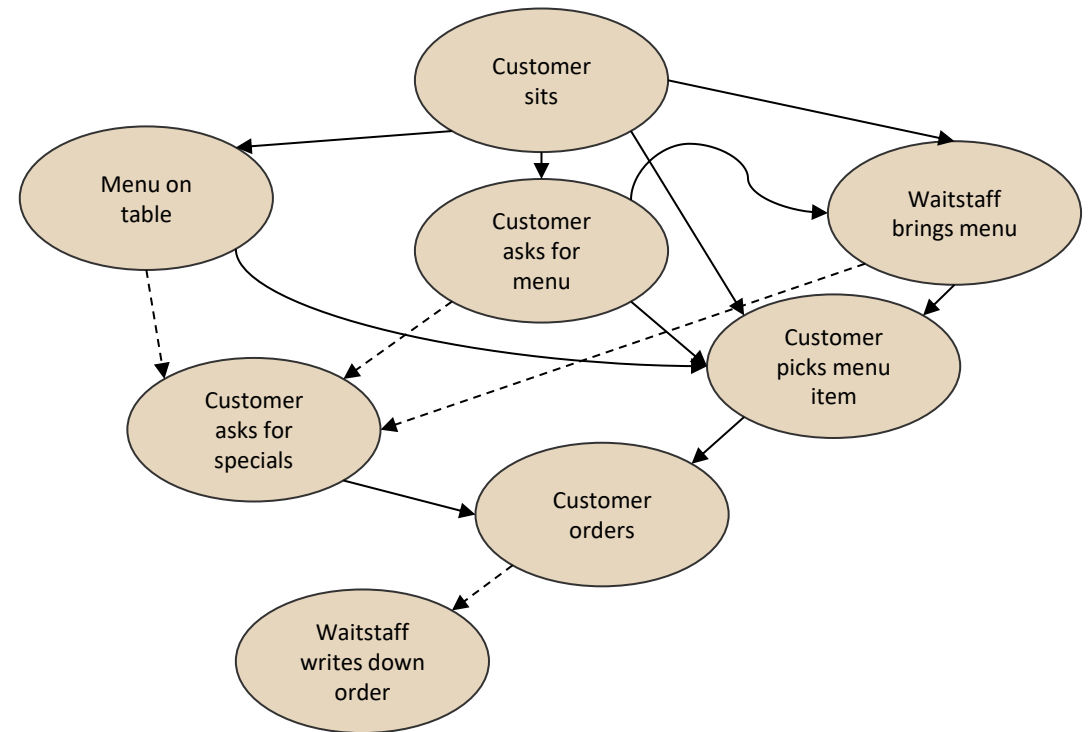 Customer
sits
Menu on
table
Customer
asks for
menu
Waitstaff
brings menu
Customer
picks menu
item
Customer
asks for
specials
Customer
orders
Waitstaff
writes down
order